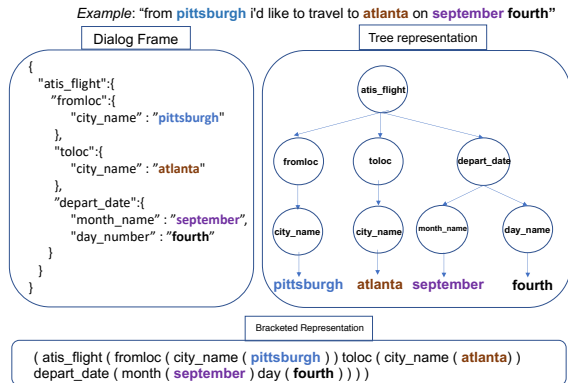 Example: “from pittsburgh i'd like to travel to atlanta on september fourth”
Dialog Frame
{
"atis_flight":{
”fromloc":{
"city_name" : "pittsburgh"
},
"toloc":{
"city_name" : "atlanta"
},
”depart_date":{
"month_name" : "september",
"day_number" : "fourth"
}
}
}
Tree representation
atis_flight
fromloc toloc depart_date
city_name city_name month_name day_name
pittsburgh atlanta september fourth
Bracketed Representation
( atis_flight ( fromloc ( city_name ( pittsburgh ) ) toloc ( city_name ( atlanta) )
depart_date ( month ( september ) day ( fourth ) ) ) )